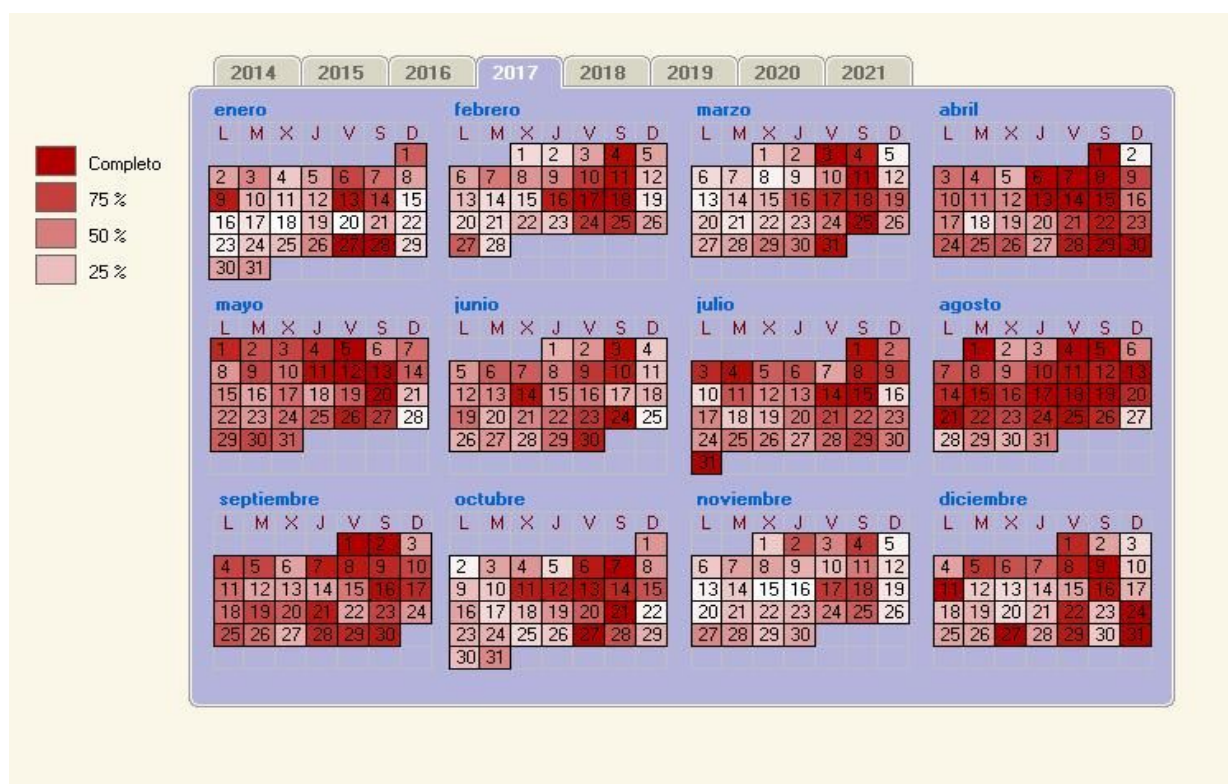 2014 2015 2016 2017 2018 2019 2020 2021
Completo
75 %
50 %
25 %
enero
L M X J V S D
1
2 3 4 5 6 7 8
9 10 11 12 13 14 15
16 17 18 19 20 21 22
23 24 25 26 27 28 29
30 31
febrero
L M X J V S D
1 2 3 4 5
6 7 8 9 10 11 12
13 14 15 16 17 18 19
20 21 22 23 24 25 26
27 28
marzo
L M X J V S D
1 2 3 4 5
6 7 8 9 10 11 12
13 14 15 16 17 18 19
20 21 22 23 24 25 26
27 28 29 30 31
abril
L M X J V S D
1 2
3 4 5 6 7 8 9
10 11 12 13 14 15 16
17 18 19 20 21 22 23
24 25 26 27 28 29 30
mayo
L M X J V S D
1 2 3 4 5 6 7
8 9 10 11 12 13 14
15 16 17 18 19 20 21
22 23 24 25 26 27 28
29 30 31
junio
L M X J V S D
1 2 3 4
5 6 7 8 9 10 11
12 13 14 15 16 17 18
19 20 21 22 23 24 25
26 27 28 29 30
julio
L M X J V S D
1 2
3 4 5 6 7 8 9
10 11 12 13 14 15 16
17 18 19 20 21 22 23
24 25 26 27 28 29 30
31
agosto
L M X J V S D
1 2 3 4 5 6
7 8 9 10 11 12 13
14 15 16 17 18 19 20
21 22 23 24 25 26 27
28 29 30 31
septiembre
L M X J V S D
1 2 3
4 5 6 7 8 9 10
11 12 13 14 15 16 17
18 19 20 21 22 23 24
25 26 27 28 29 30
octubre
L M X J V S D
1
2 3 4 5 6 7 8
9 10 11 12 13 14 15
16 17 18 19 20 21 22
23 24 25 26 27 28 29
30 31
noviembre
L M X J V S D
1 2 3 4 5
6 7 8 9 10 11 12
13 14 15 16 17 18 19
20 21 22 23 24 25 26
27 28 29 30
diciembre
L M X J V S D
1 2 3
4 5 6 7 8 9 10
11 12 13 14 15 16 17
18 19 20 21 22 23 24
25 26 27 28 29 30 31